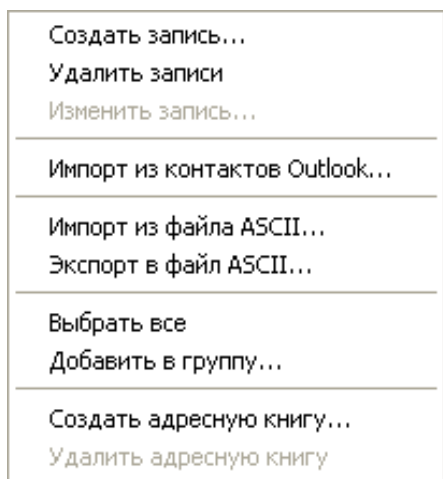 Создать запись...
Удалить записи
Изменить запись...
Импорт из контактов Outlook...
Импорт из файла ASCII...
Экспорт в файл ASCII...
Выбрать все
Добавить в группу...
Создать адресную книгу...
Удалить адресную книгу